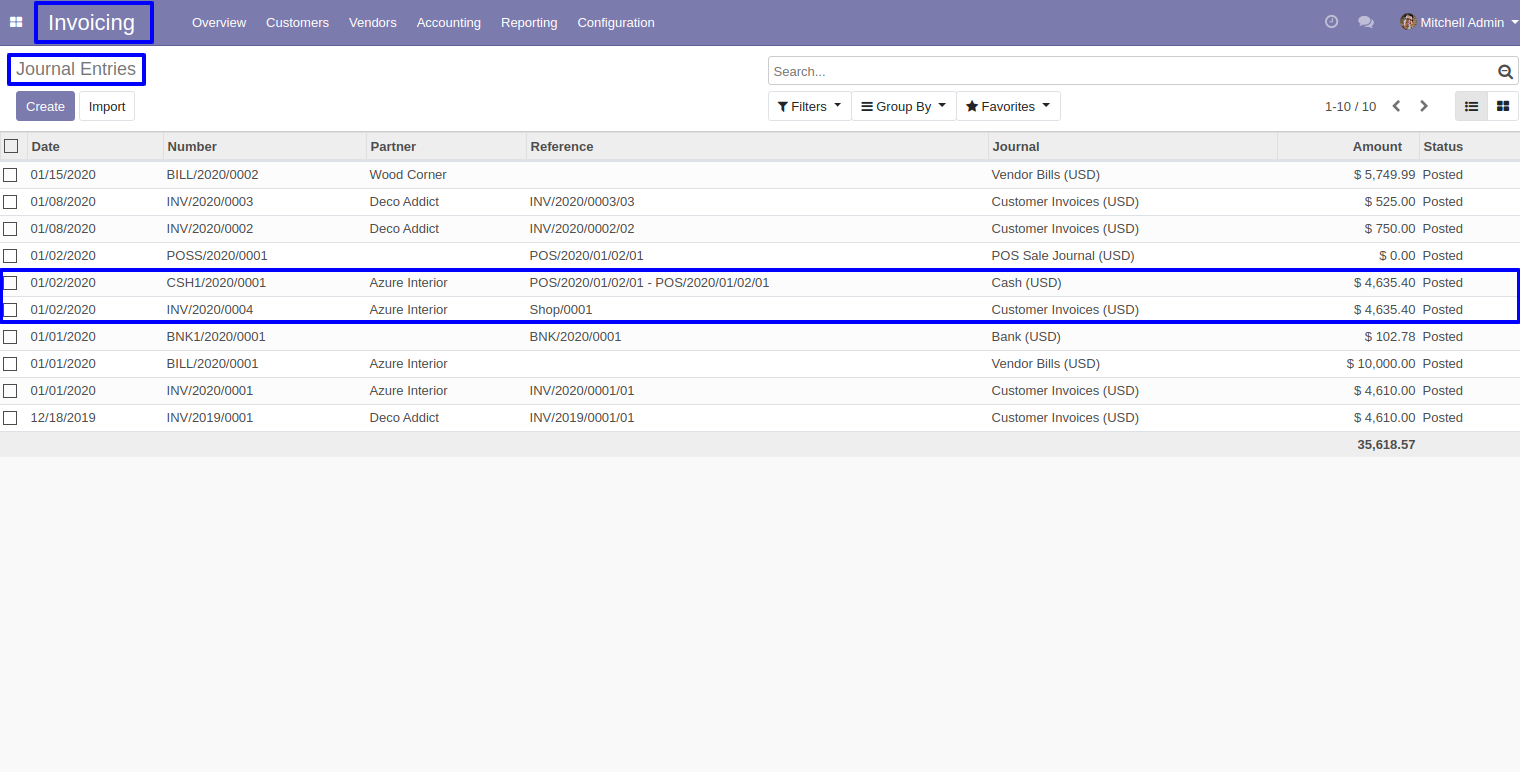 Invoicing Overview Customers Vendors Accounting Reporting Configuration Mitchell Admin
Journal Entries
Search...
Create Import Filters Group By Favorites 1-10 / 10
Date Number Partner Reference Journal Amount Status
01/15/2020 BILL/2020/0002 Wood Corner Vendor Bills (USD) $ 5,749.99 Posted
01/08/2020 INV/2020/0003 Deco Addict INV/2020/0003/03 Customer Invoices (USD) $ 525.00 Posted
01/08/2020 INV/2020/0002 Deco Addict INV/2020/0002/02 Customer Invoices (USD) $ 750.00 Posted
01/02/2020 POSS/2020/0001 POS/2020/01/02/01 POS Sale Journal (USD) $ 0.00 Posted
01/02/2020 CSH1/2020/0001 Azure Interior POS/2020/01/02/01 - POS/2020/01/02/01 Cash (USD) $ 4,635.40 Posted
01/02/2020 INV/2020/0004 Azure Interior Shop/0001 Customer Invoices (USD) $ 4,635.40 Posted
01/01/2020 BNK1/2020/0001 BNK/2020/0001 Bank (USD) $ 102.78 Posted
01/01/2020 BILL/2020/0001 Azure Interior Vendor Bills (USD) $ 10,000.00 Posted
01/01/2020 INV/2020/0001 Azure Interior INV/2020/0001/01 Customer Invoices (USD) $ 4,610.00 Posted
12/18/2019 INV/2019/0001 Deco Addict INV/2019/0001/01 Customer Invoices (USD) $ 4,610.00 Posted
35,618.57